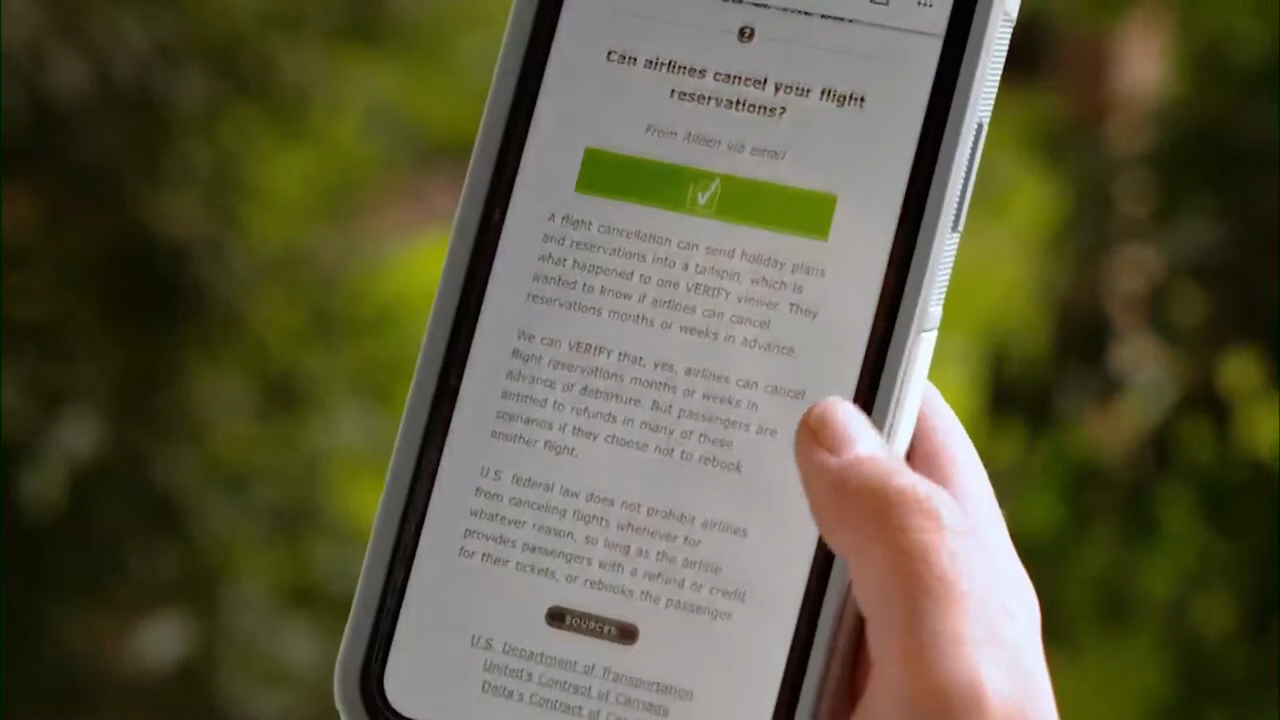 ?
Can airlines cancel your flight
reservations?
From Aileen via email
A flight cancellation can send holiday plans
and reservations into a tailspin, which is
what happened to one VERIFY viewer. They
wanted to know if airlines can cancel
reservations months or weeks in advance.
We can VERIFY that, yes, airlines can cancel
flight reservations months or weeks in
advance of departure. But passengers are
entitled to refunds in many of these
scenarios if they choose not to rebook
another flight.
U.S. federal law does not prohibit airlines
from canceling flights whenever for
whatever reason, so long as the airline
provides passengers with a refund or credit
for their tickets, or rebooks the passenger
SOURCES
U.S. Department of Transportation
United's Contract of Carriage
Delta's Contract of